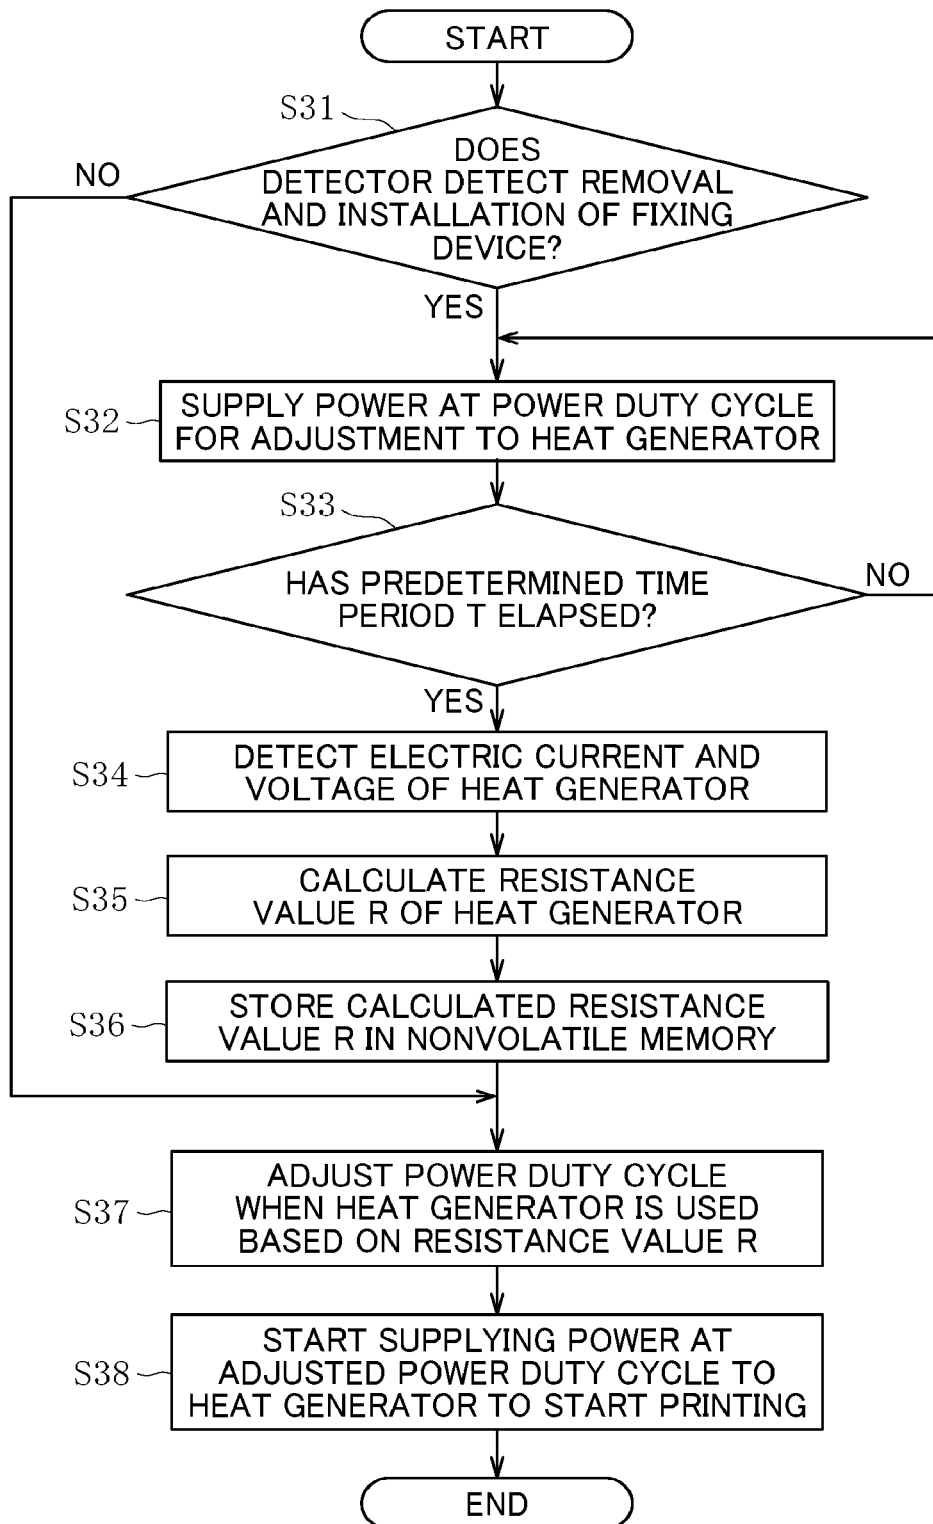 START
S31
DOES
DETECTOR DETECT REMOVAL
AND INSTALLATION OF FIXING
DEVICE?
NO
YES
S32
SUPPLY POWER AT POWER DUTY CYCLE
FOR ADJUSTMENT TO HEAT GENERATOR
S33
HAS PREDETERMINED TIME
PERIOD T ELAPSED?
NO
YES
S34
DETECT ELECTRIC CURRENT AND
VOLTAGE OF HEAT GENERATOR
S35
CALCULATE RESISTANCE
VALUE R OF HEAT GENERATOR
S36
STORE CALCULATED RESISTANCE
VALUE R IN NONVOLATILE MEMORY
S37
ADJUST POWER DUTY CYCLE
WHEN HEAT GENERATOR IS USED
BASED ON RESISTANCE VALUE R
S38
START SUPPLYING POWER AT
ADJUSTED POWER DUTY CYCLE TO
HEAT GENERATOR TO START PRINTING
END